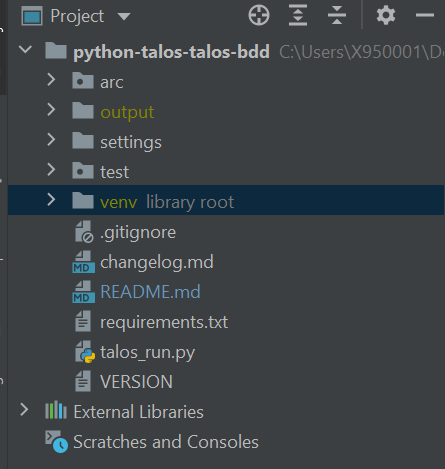 Project
python-talos-talos-bdd C:\Users\X950001\D
arc
output
settings
test
venv library root
.gitignore
MD changelog.md
MD README.md
requirements.txt
talos_run.py
VERSION
External Libraries
Scratches and Consoles